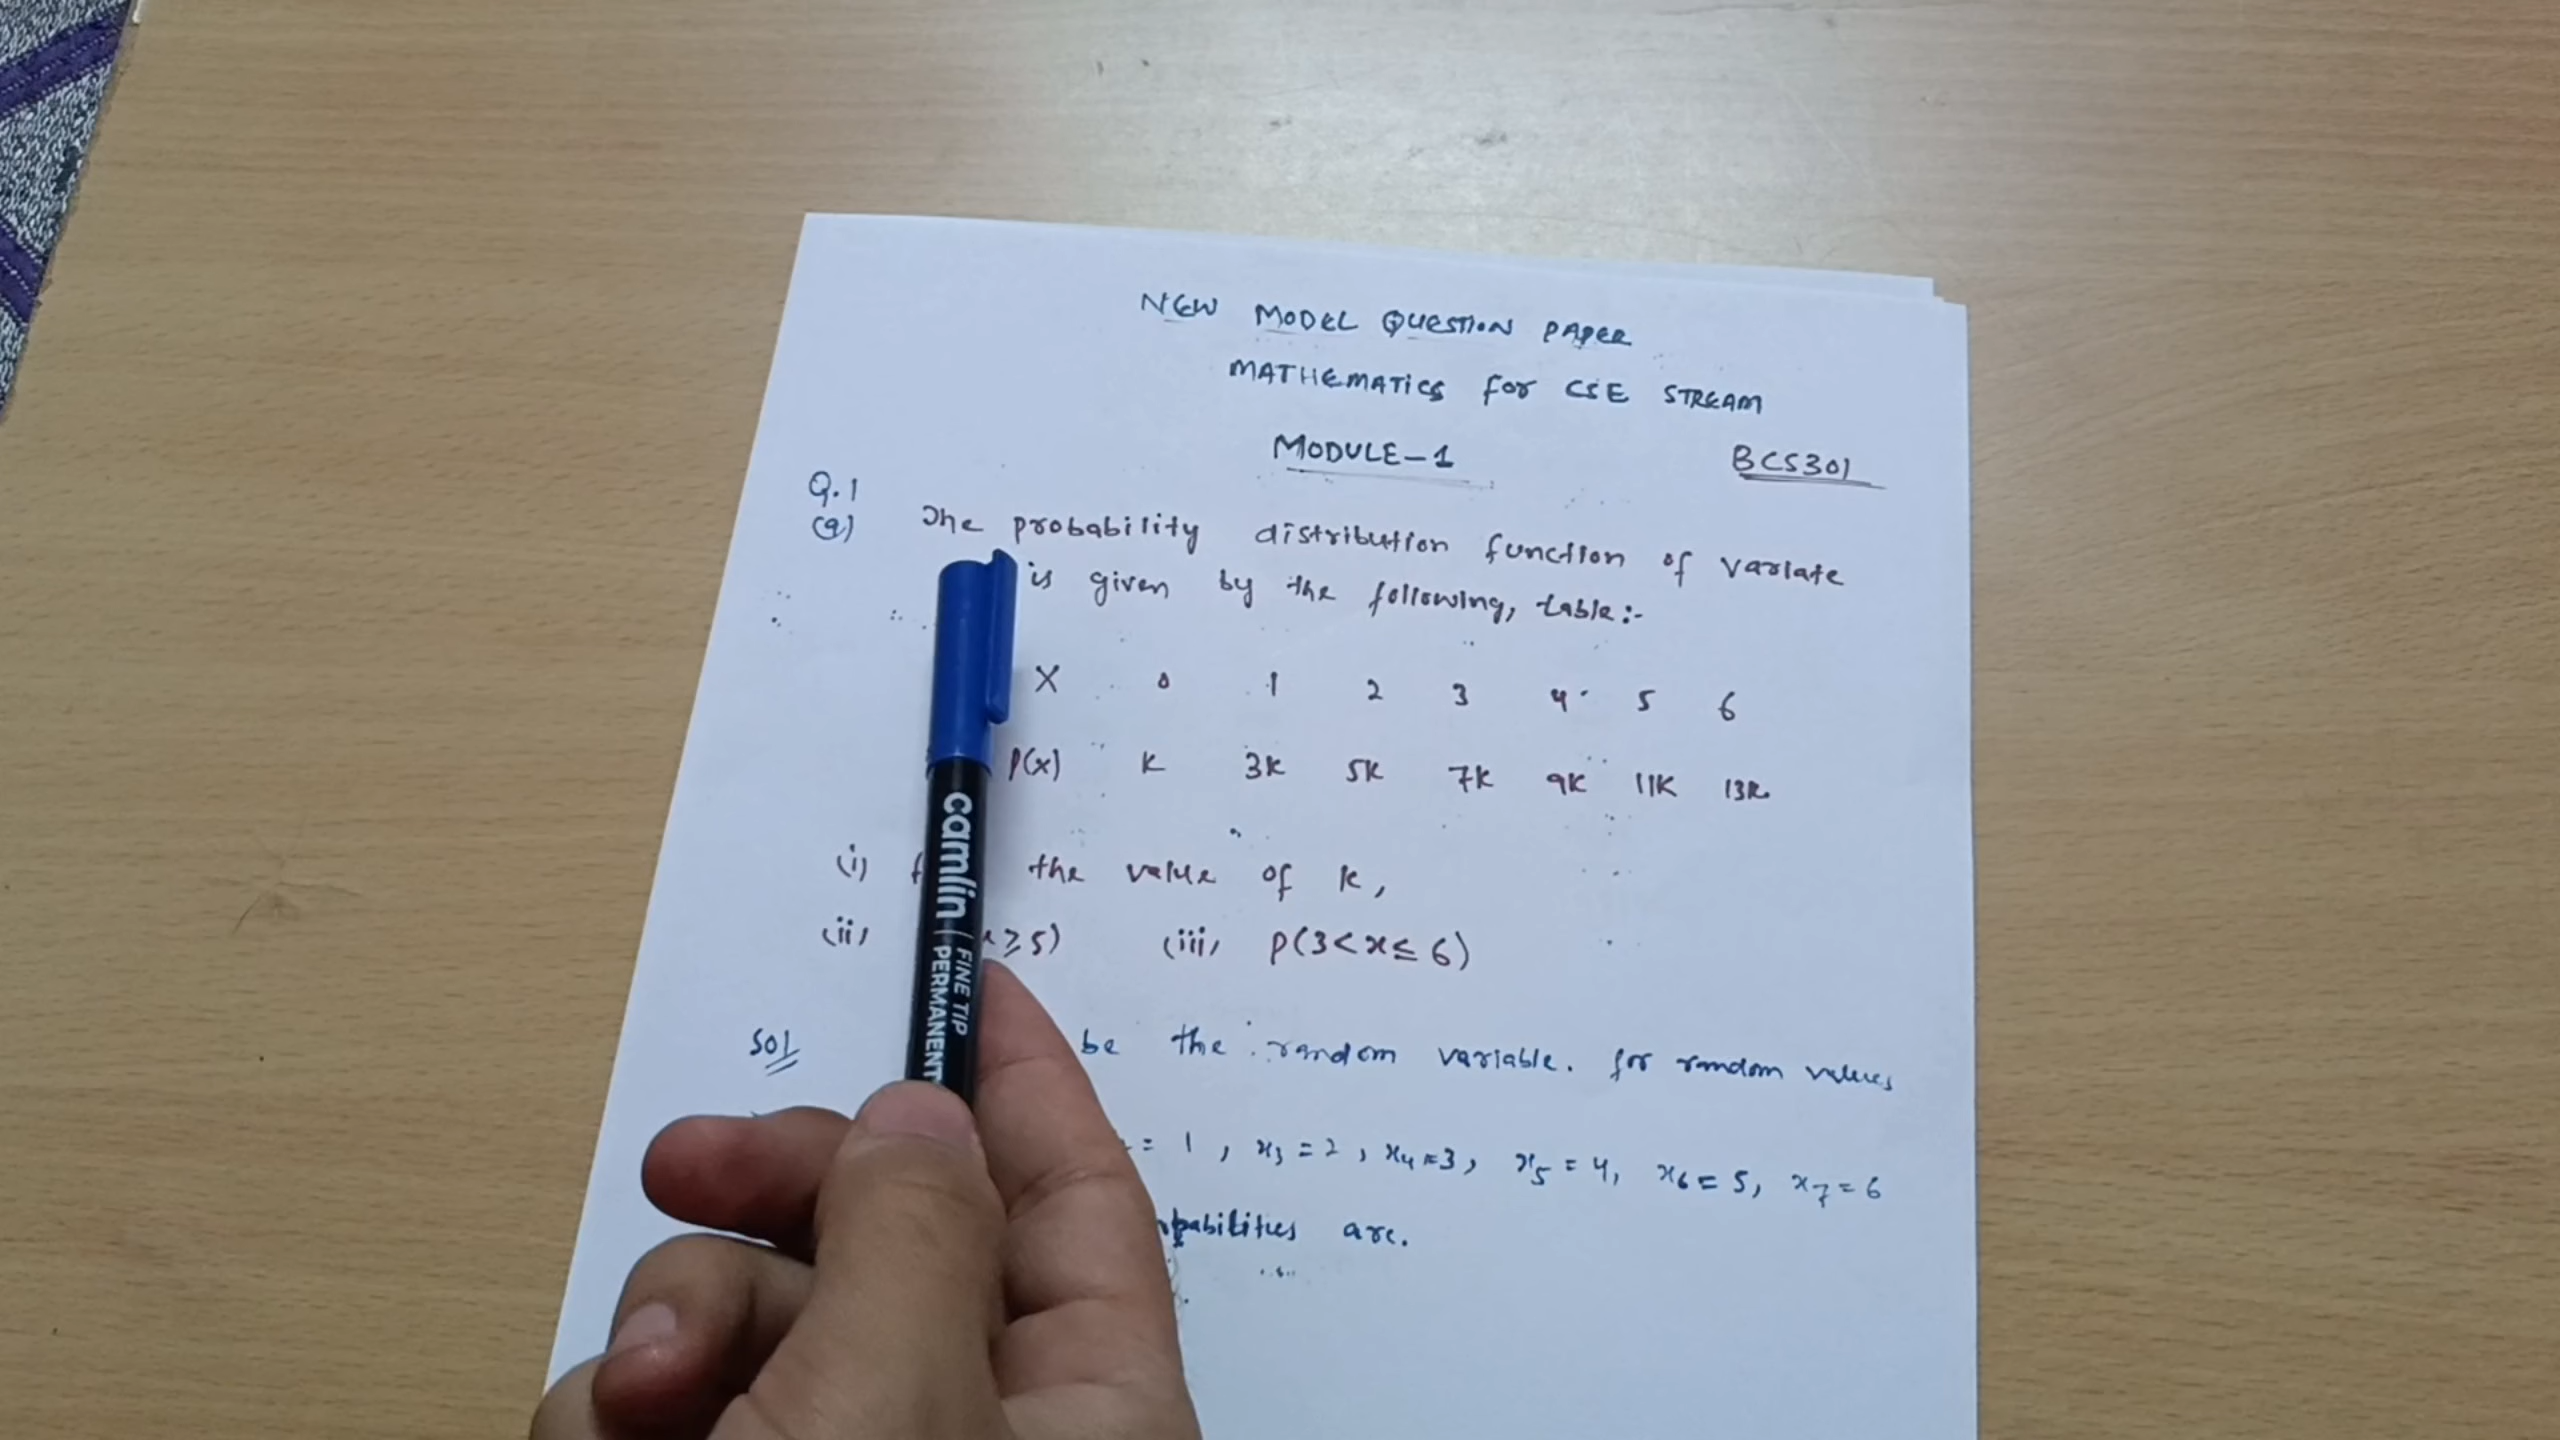 NEW MODEL QUESTION PAPER
MATHEMATICS for CSE STREAM
MODULE-1
BCS301
Q.1
(a) The probability distribution function of variate
is given by the following, table:-
X 0 1 2 3 4 5 6
P(x) K 3K 5K 7K 9K 11K 13K
(i) the value of k,
(ii) x≥5) (iii) P(3<x≤6)
Sol be the random variable. for random values
= 1, x3=2, x4=3, x5=4, x6=5, x7=6
are.
camlin FINE TIP PERMANENT